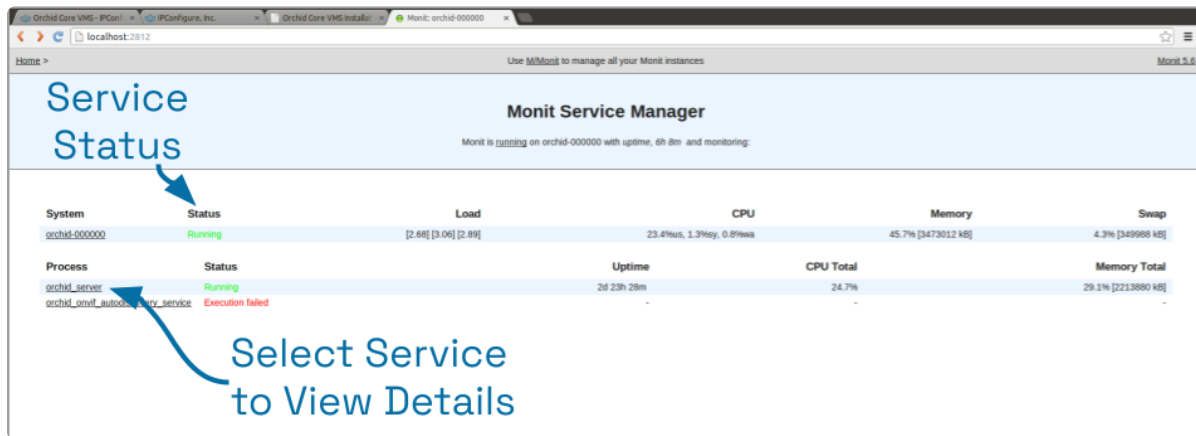 Orchid Core VMS - IPConf
IPConfigure, Inc.
Orchid Core VMS Installat
Monit: orchid-000000
localhost:2812
Home >
Use M/Monit to manage all your Monit instances
Monit 5.6
Service
Status
Monit Service Manager
Monit is running on orchid-000000 with uptime, 6h 8m and monitoring:
System Status Load CPU Memory Swap
orchid-000000 Running [2.68] [3.06] [2.89] 23.4%us, 1.3%sy, 0.8%wa 45.7% [3473012 kB] 4.3% [349988 kB]
Process Status Uptime CPU Total Memory Total
orchid_server Running 2d 23h 28m 24.7% 29.1% [2213880 kB]
Execution failed - - -
Select Service
to View Details